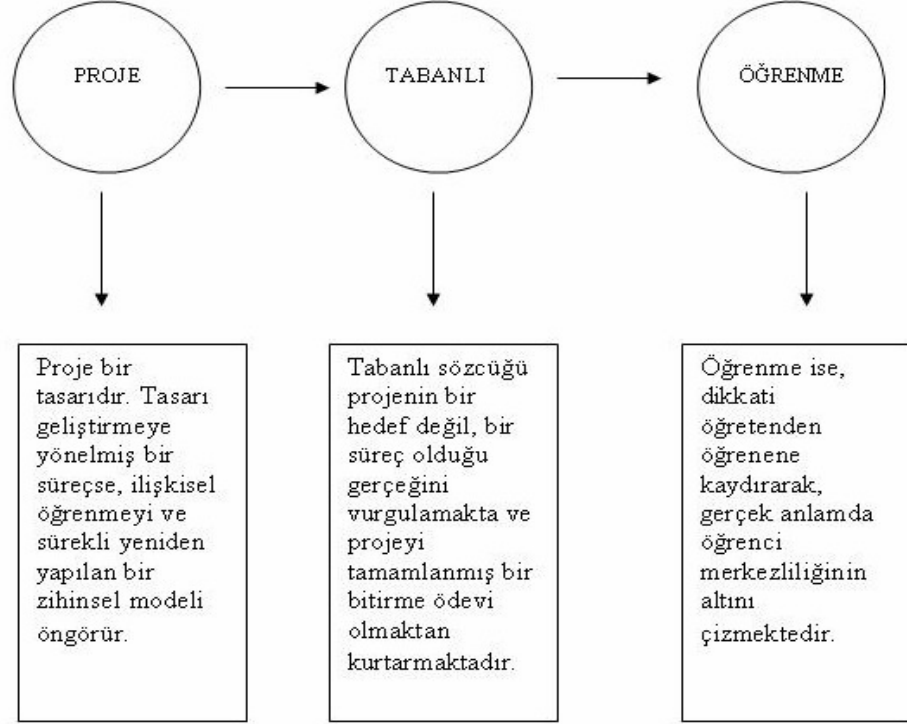 PROJE
TABANLI
ÖĞRENME
Proje bir
tasarıdır. Tasarı
geliştirmeye
yönelmiş bir
süreçse, ilişkisel
öğrenmeyi ve
sürekli yeniden
yapılan bir
zihinsel modeli
öngörür.
Tabanlı sözcüğü
projenin bir
hedef değil, bir
süreç olduğu
gerçeğini
vurgulamakta ve
projeyi
tamamlanmış bir
bitirme ödevi
olmaktan
kurtarmaktadır.
Öğrenme ise,
dikkati
öğretenden
öğrenene
kaydırarak,
gerçek anlamda
öğrenci
merkezliliğinin
altını
çizmektedir.